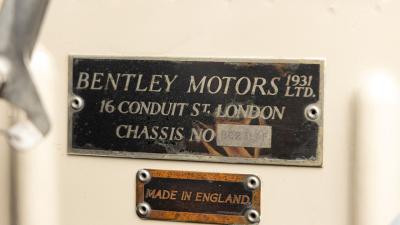 BENTLEY MOTORS 1931 LTD.
16 CONDUIT ST. LONDON
CHASSIS NO
MADE IN ENGLAND